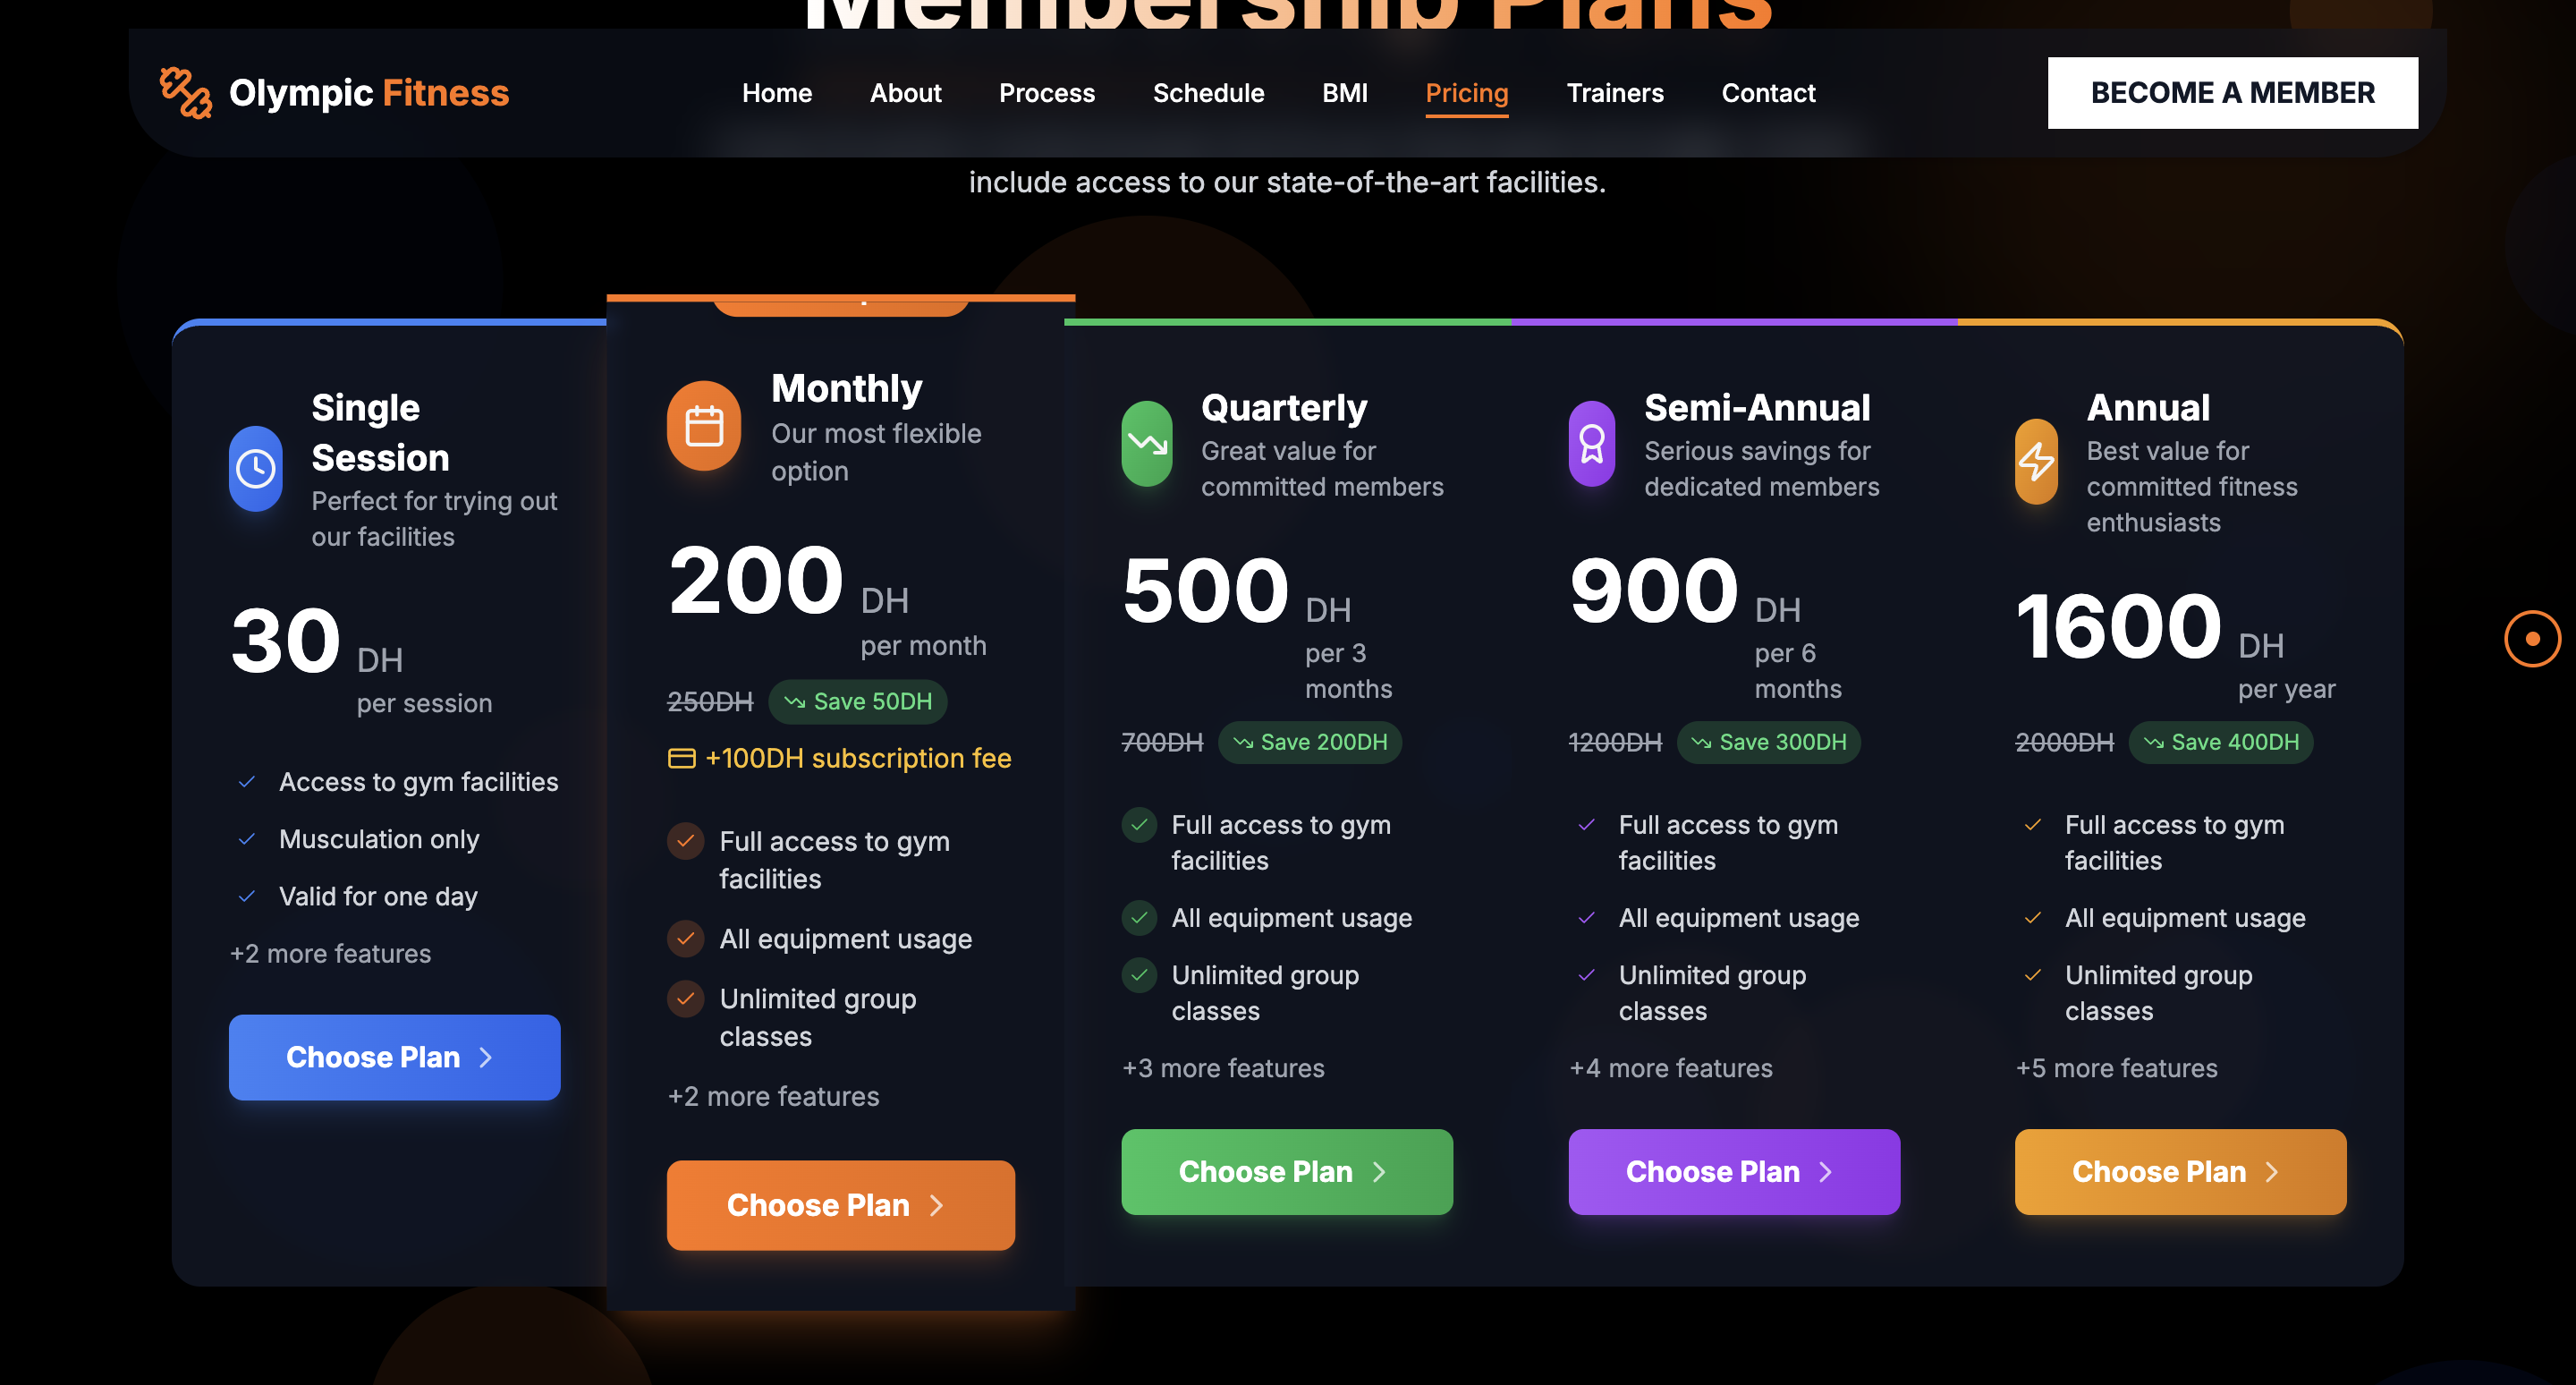 Membership Plans
Olympic Fitness
Home
About
Process
Schedule
BMI
Pricing
Trainers
Contact
BECOME A MEMBER
include access to our state-of-the-art facilities.
Single
Session
Perfect for trying out
our facilities
30 DH
per session
Access to gym facilities
Musculation only
Valid for one day
+2 more features
Choose Plan
Monthly
Our most flexible
option
200 DH
per month
250DH
Save 50DH
+100DH subscription fee
Full access to gym
facilities
All equipment usage
Unlimited group
classes
+2 more features
Choose Plan
Quarterly
Great value for
committed members
500 DH
per 3
months
700DH
Save 200DH
Full access to gym
facilities
All equipment usage
Unlimited group
classes
+3 more features
Choose Plan
Semi-Annual
Serious savings for
dedicated members
900 DH
per 6
months
1200DH
Save 300DH
Full access to gym
facilities
All equipment usage
Unlimited group
classes
+4 more features
Choose Plan
Annual
Best value for
committed fitness
enthusiasts
1600 DH
per year
2000DH
Save 400DH
Full access to gym
facilities
All equipment usage
Unlimited group
classes
+5 more features
Choose Plan